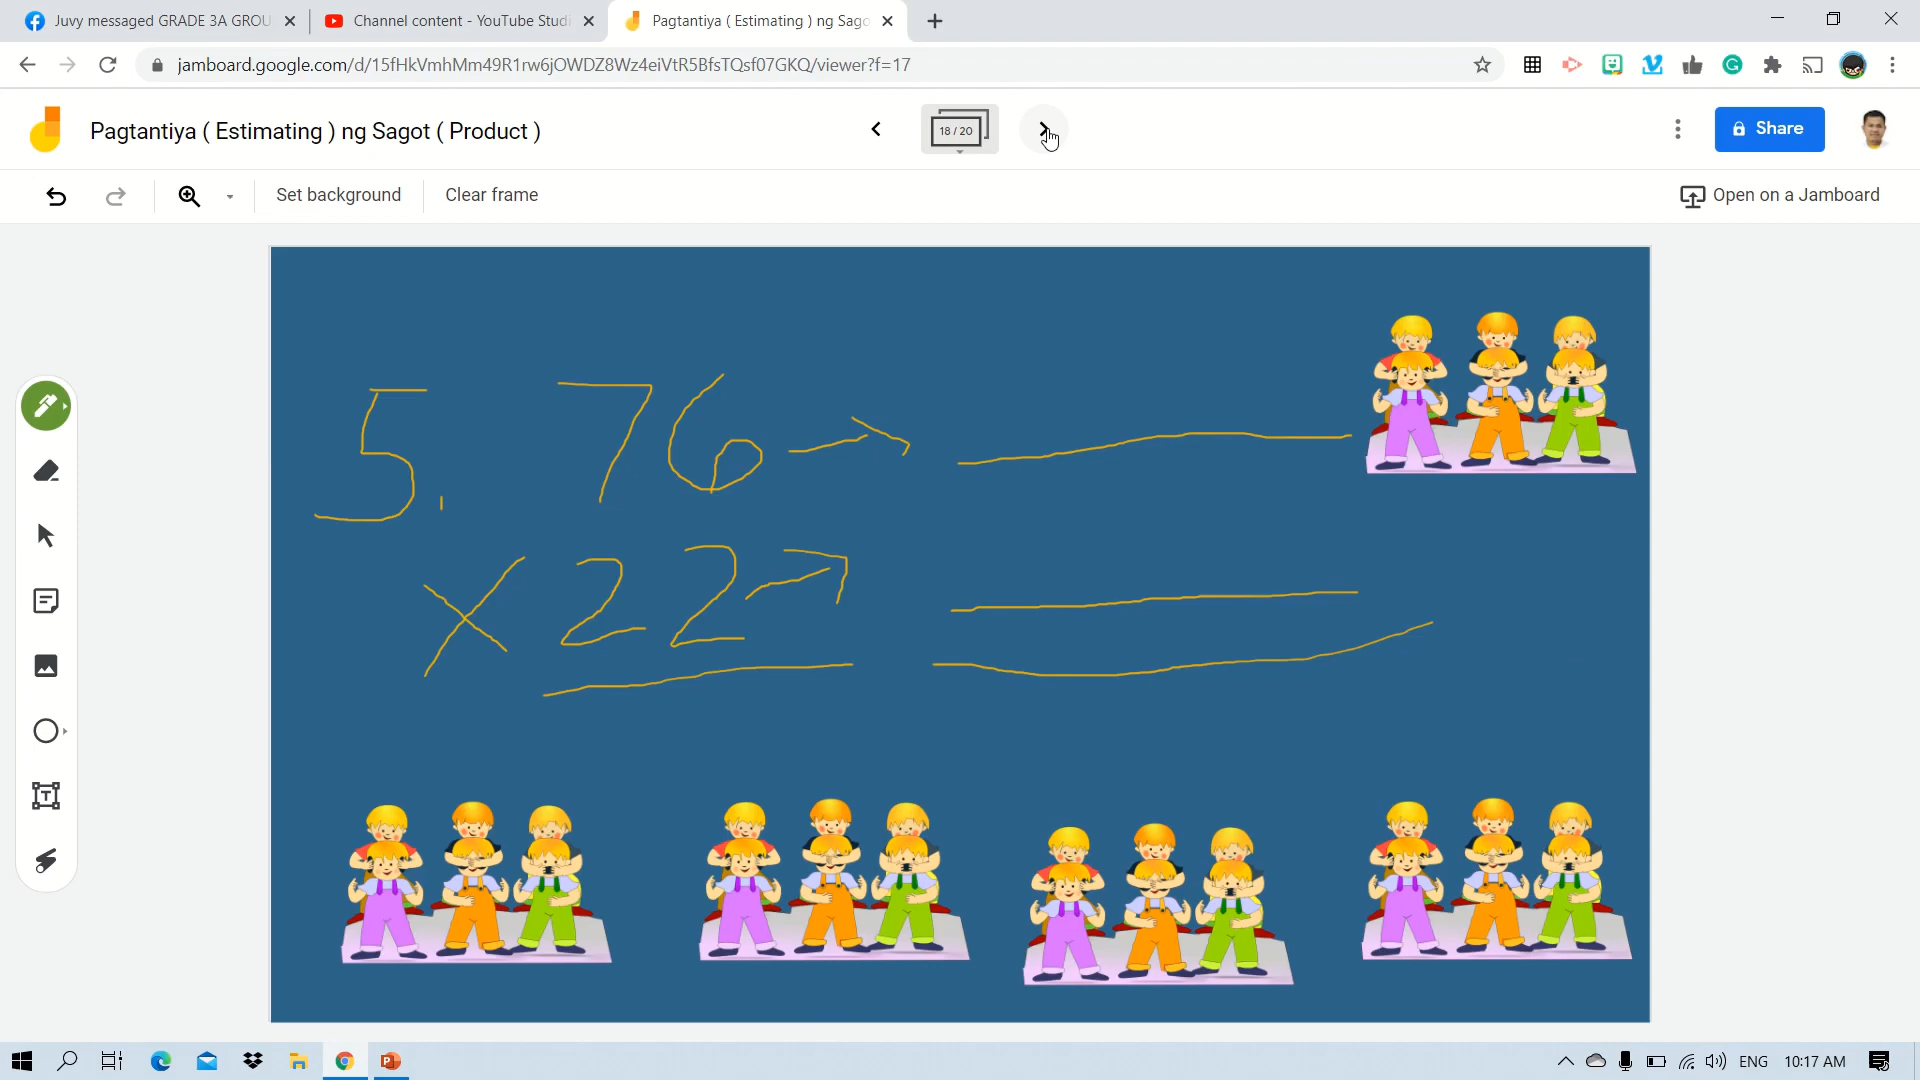 Juvy messaged GRADE 3A GROU
Channel content - YouTube Studi
Pagtantiya ( Estimating ) ng Sago
jamboard.google.com/d/15fHkVmhMm49R1rw6jOWDZ8Wz4eiVtR5BfsTQsf07GKQ/viewer?f=17
Pagtantiya ( Estimating ) ng Sagot ( Product )
18 / 20
Share
Set background
Clear frame
Open on a Jamboard
5. 76
X 22
ENG
10:17 AM